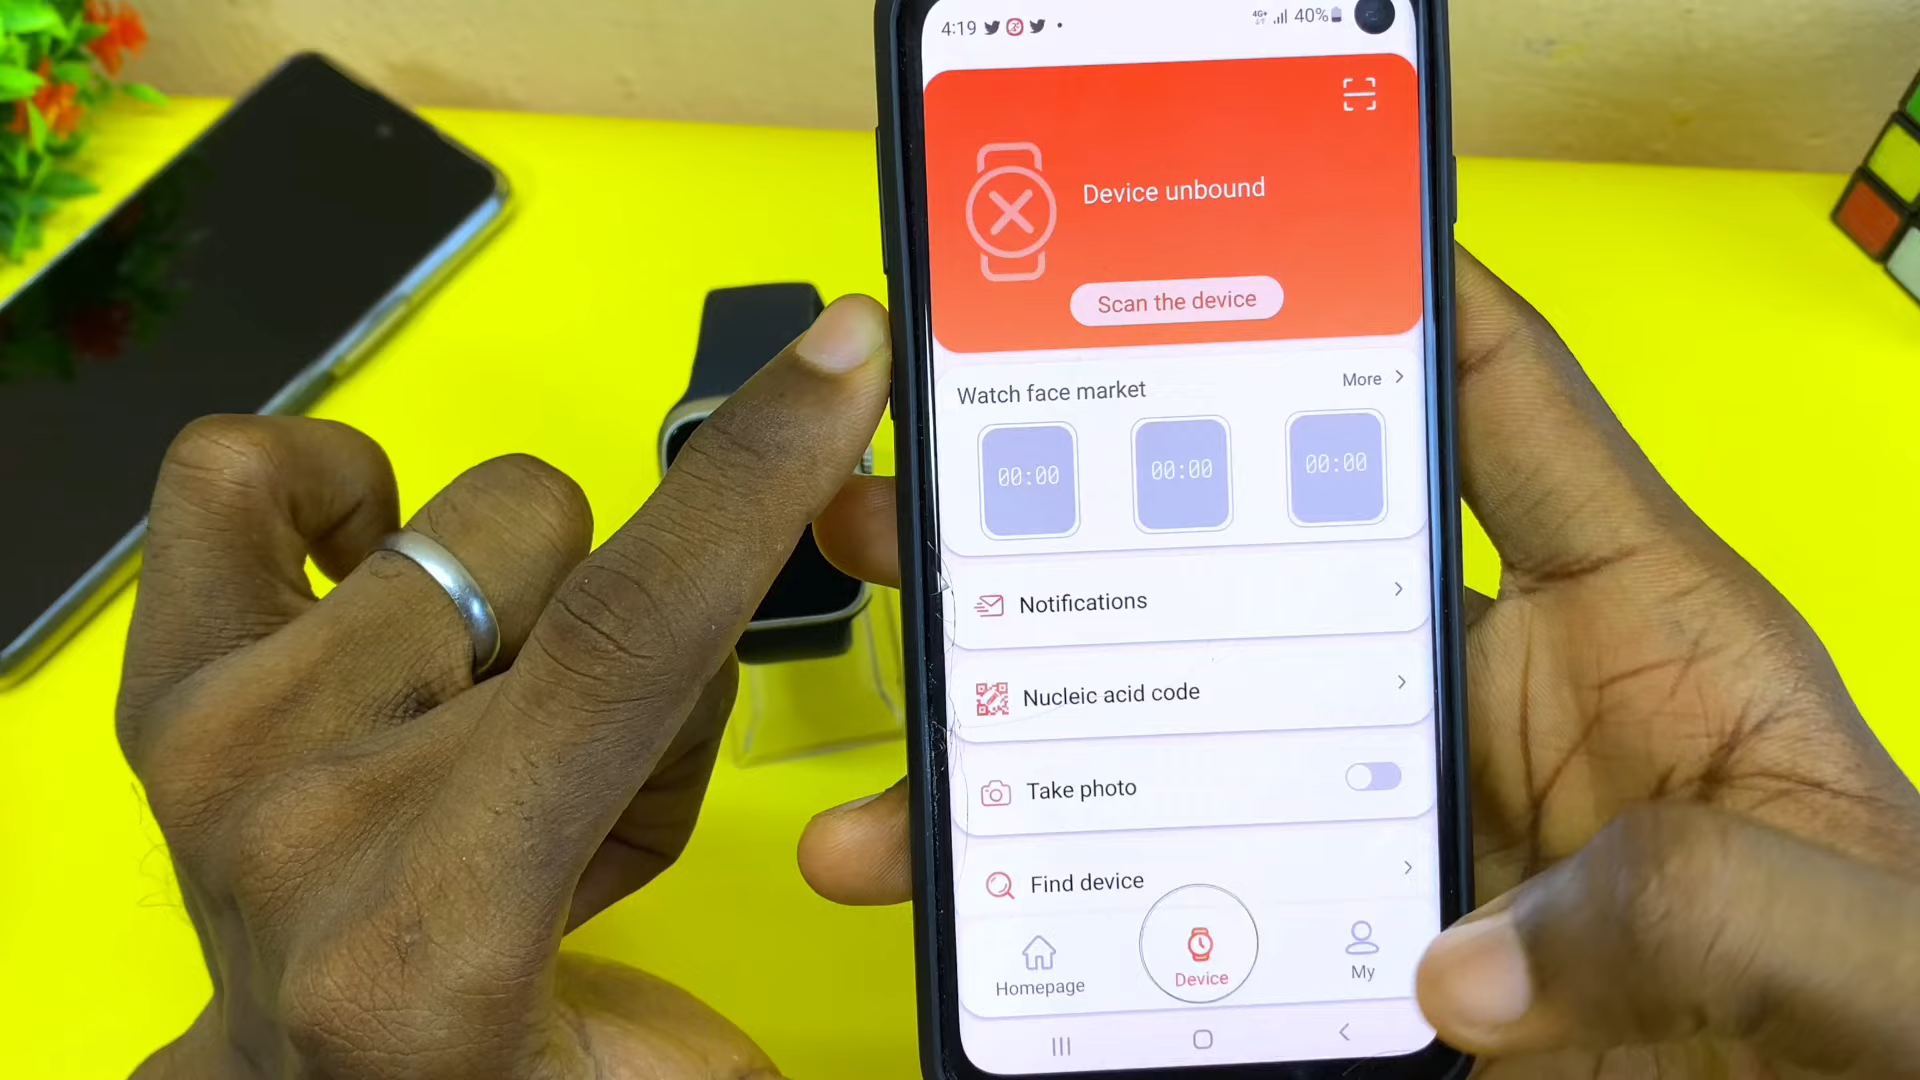 4:19
4G+ 40%
Device unbound
Scan the device
Watch face market
More
00:00 00:00 00:00
Notifications
Nucleic acid code
Take photo
Find device
Homepage
Device
My